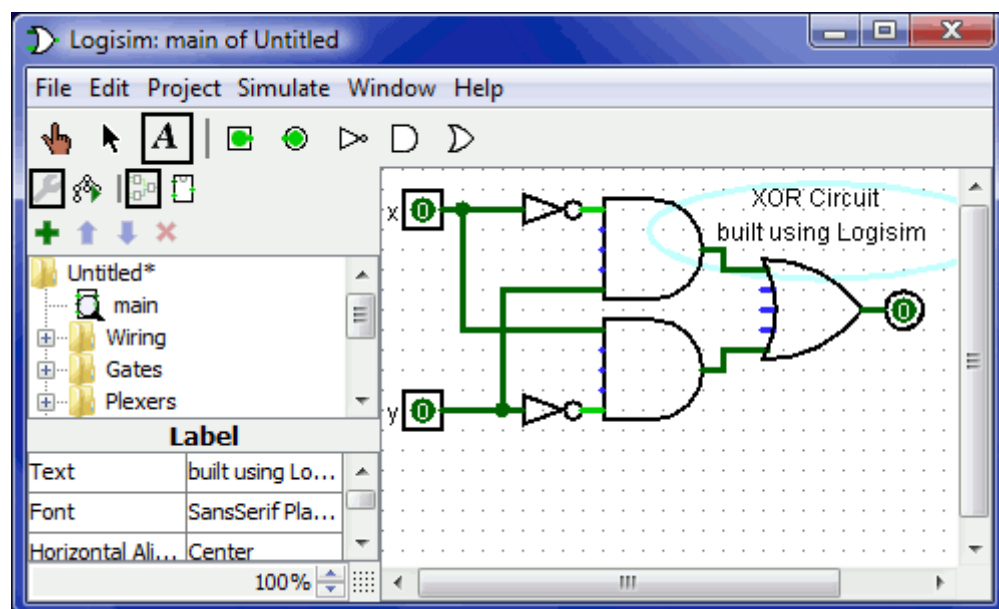 Logisim: main of Untitled
File Edit Project Simulate Window Help
A
Untitled*
main
Wiring
Gates
Plexers
Label
Text built using Lo...
Font SansSerif Pla...
Horizontal Ali... Center
100%
x 0
XOR Circuit
built using Logisim
0
y 0